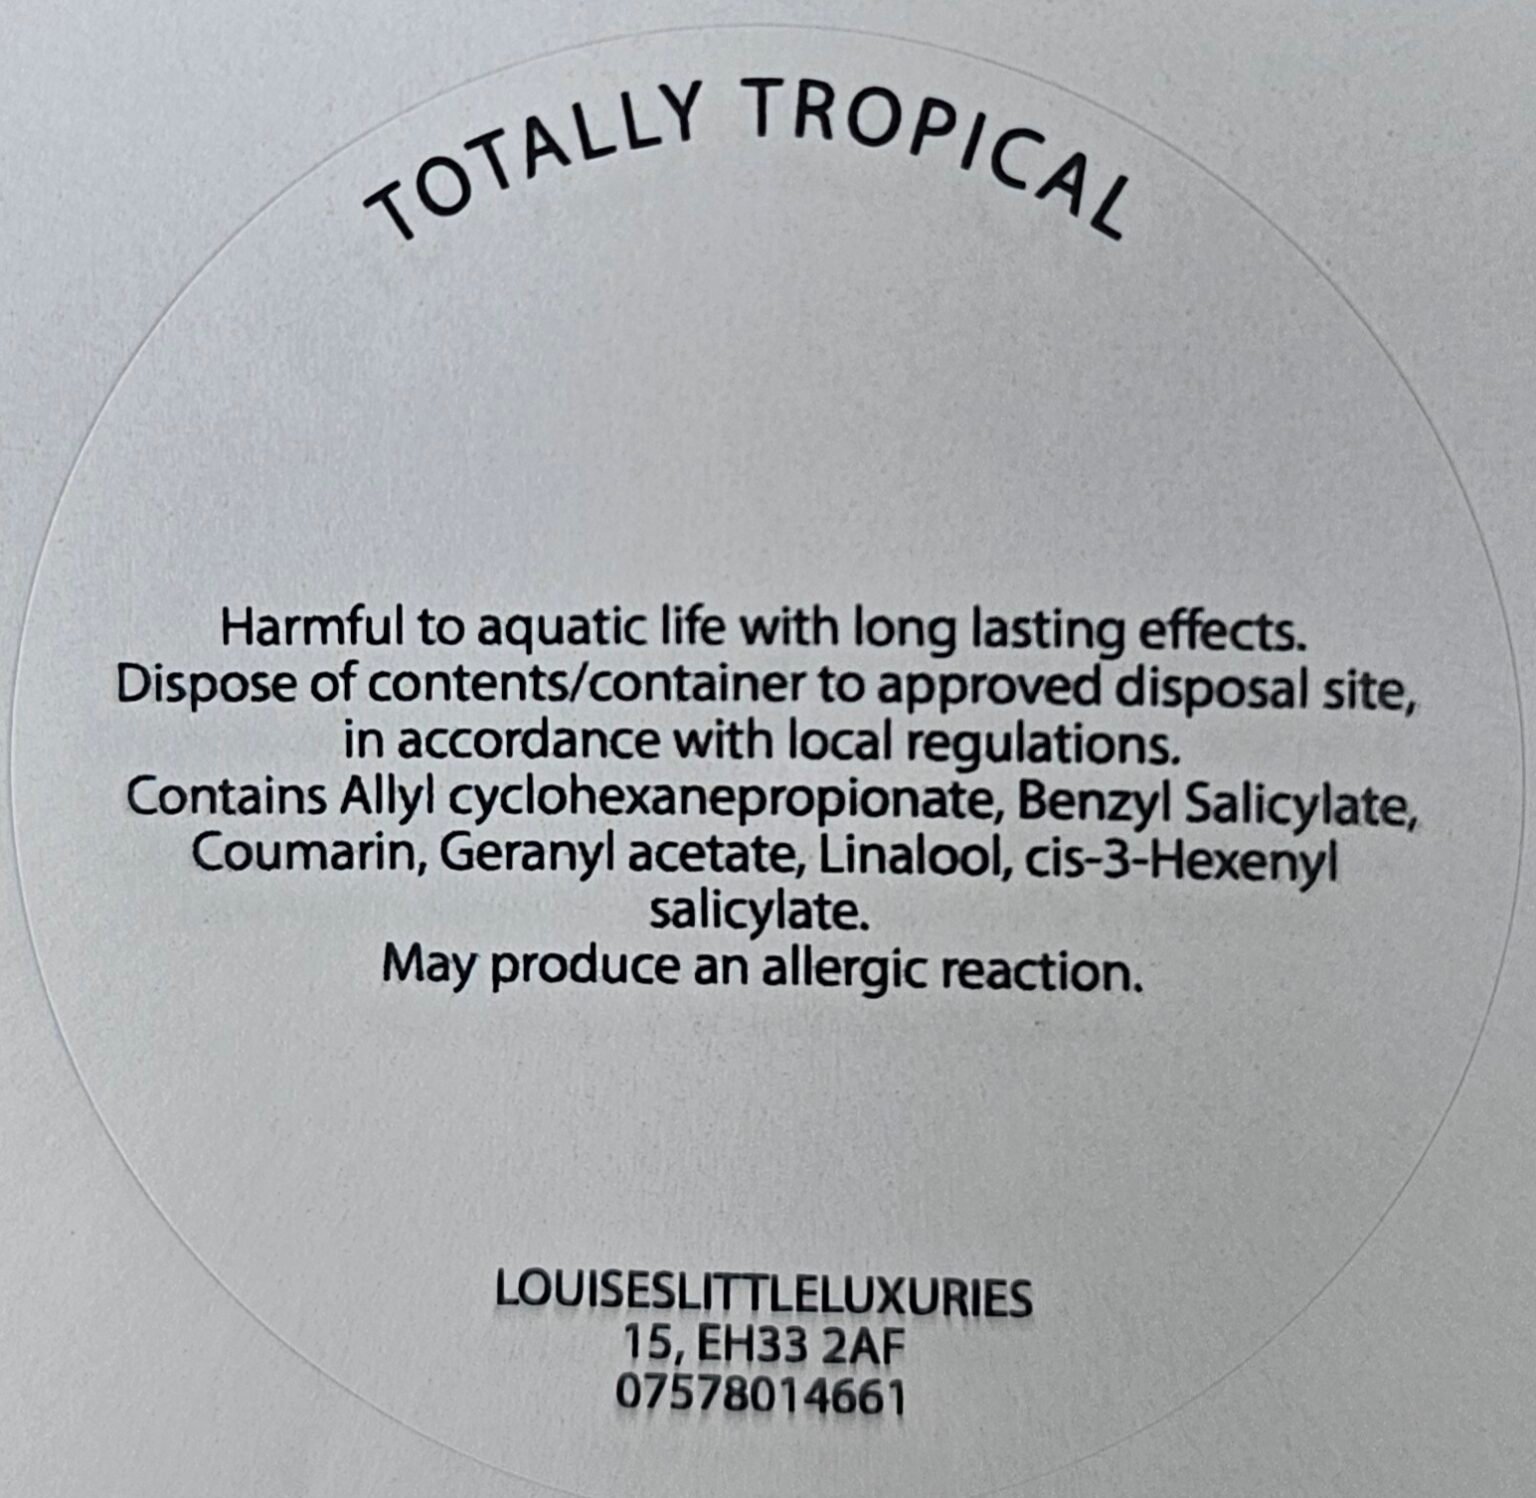 TOTALLY TROPICAL
Harmful to aquatic life with long lasting effects.
Dispose of contents/container to approved disposal site,
in accordance with local regulations.
Contains Allyl cyclohexanepropionate, Benzyl Salicylate,
Coumarin, Geranyl acetate, Linalool, cis-3-Hexenyl
salicylate.
May produce an allergic reaction.
LOUISESLITTLELUXURIES
15, EH33 2AF
07578014661